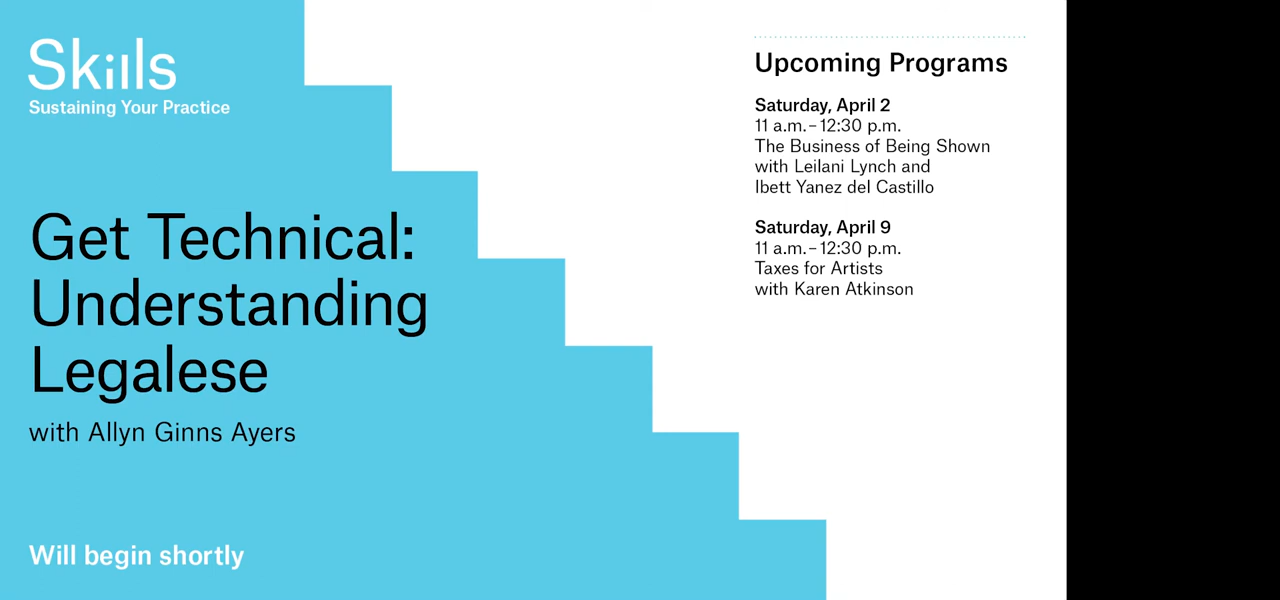 Skills
Sustaining Your Practice
Get Technical:
Understanding
Legalese
with Allyn Ginns Ayers
Will begin shortly
Upcoming Programs
Saturday, April 2
11 a.m. – 12:30 p.m.
The Business of Being Shown
with Leilani Lynch and
Ibett Yanez del Castillo
Saturday, April 9
11 a.m. – 12:30 p.m.
Taxes for Artists
with Karen Atkinson